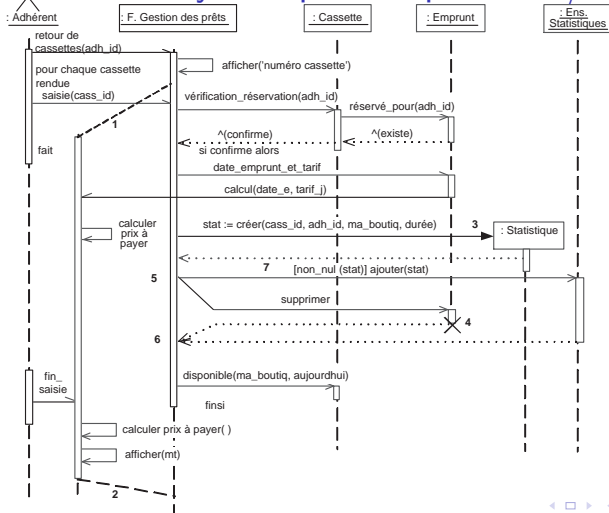 : Adhérent
: F. Gestion des prêts
: Cassette
: Emprunt
: Ens.
Statistiques
retour de
cassettes(adh_id)
afficher('numéro cassette')
pour chaque cassette
rendue
saisie(cass_id)
vérification_réservation(adh_id)
réservé_pour(adh_id)
1
^(confirme)
^(existe)
fait
si confirme alors
date_emprunt_et_tarif
calcul(date_e, tarif_j)
calculer
prix à
payer
stat := créer(cass_id, adh_id, ma_boutiq, durée)
3
: Statistique
7
5
[non_nul (stat)] ajouter(stat)
supprimer
4
6
fin_
saisie
disponible(ma_boutiq, aujourdhui)
finsi
calculer prix à payer( )
afficher(mt)
2